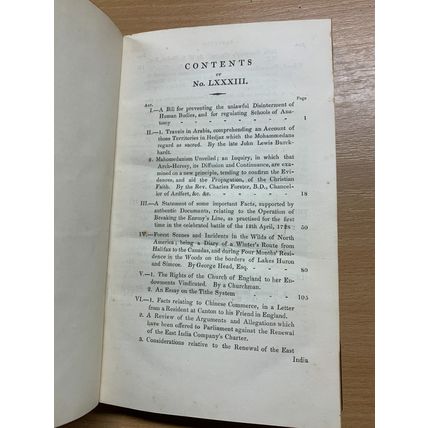 CONTENTS
OF
No. LXXXIII.
Art. Page
I.—A Bill for preventing the unlawful Disinterment of
Human Bodies, and for regulating Schools of Ana-
tomy - - - - - - 1
II.—1. Travels in Arabia, comprehending an Account of
those Territories in Hedjaz which the Mohammedans
regard as sacred. By the late John Lewis Burck-
hardt.
2. Mahometanism Unveiled; an Inquiry, in which that
Arch-Heresy, its Diffusion and Continuance, are exa-
mined on a new principle, tending to confirm the Evi-
dences, and aid the Propagation, of the Christian
Faith. By the Rev. Charles Forster, B.D., Chancel-
lor of Ardfert, &c. &c. - - - - 18
III.—A Statement of some important Facts, supported by
authentic Documents, relating to the Operation of
Breaking the Enemy's Line, as practised for the first
time in the celebrated battle of the 12th April, 1782 50
IV.—Forest Scenes and Incidents in the Wilds of North
America; being a Diary of a Winter's Route from
Halifax to the Canadas, and during Four Months' Resi-
dence in the Woods on the borders of Lakes Huron
and Simcoe. By George Head, Esq. - - 80
V.—1. The Rights of the Church of England to her En-
dowments Vindicated. By a Churchman.
2. An Essay on the Tithe System - - - 105
VI.—1. Facts relating to Chinese Commerce, in a Letter
from a Resident at Canton to his Friend in England.
2. A Review of the Arguments and Allegations which
have been offered to Parliament against the Renewal
of the East India Company's Charter.
3. Considerations relative to the Renewal of the East
India